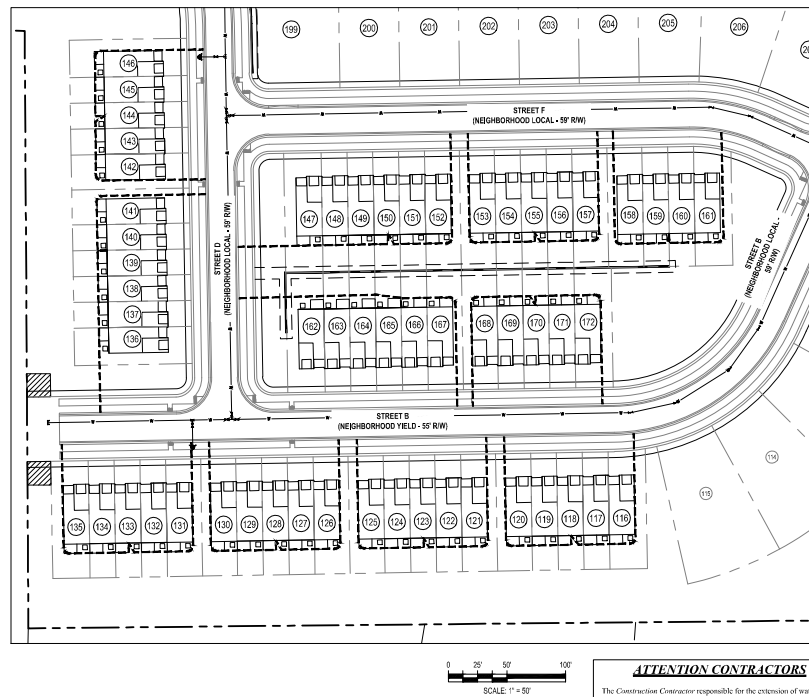 199 200 201 202 203 204 205 206
146
145
144
143
142
STREET F
(NEIGHBORHOOD LOCAL - 59' R/W)
141
140
139
138
137
136
STREET D
(NEIGHBORHOOD LOCAL - 59' R/W)
147 148 149 150 151 152 153 154 155 156 157 158 159 160 161
STREET B
(NEIGHBORHOOD LOCAL -
59' R/W)
162 163 164 165 166 167 168 169 170 171 172
STREET B
(NEIGHBORHOOD YIELD - 55' R/W)
114
115
135 134 133 132 131 130 129 128 127 126 125 124 123 122 121 120 119 118 117 116
0 25' 50' 100'
SCALE: 1" = 50'
ATTENTION CONTRACTORS
The Construction Contractor responsible for the extension of